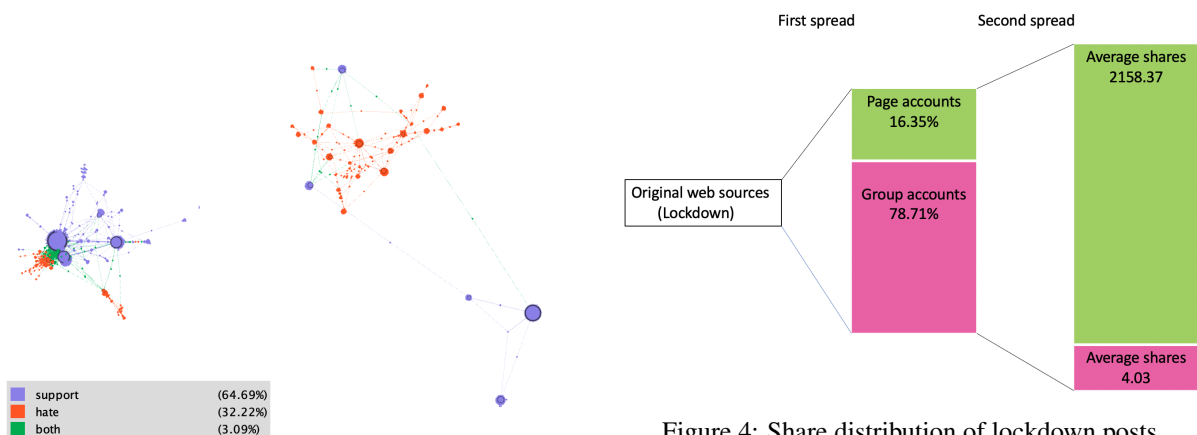 First spread
Second spread
Average shares
2158.37
Page accounts
16.35%
Original web sources
(Lockdown)
Group accounts
78.71%
Average shares
4.03
support (64.69%)
hate (32.22%)
both (3.09%)
Figure 4: Share distribution of lockdown posts